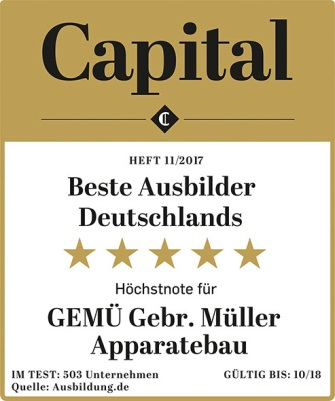 Capital
HEFT 11/2017
Beste Ausbilder
Deutschlands
Höchstnote für
GEMÜ Gebr. Müller
Apparatebau
IM TEST: 503 Unternehmen GÜLTIG BIS: 10/18
Quelle: Ausbildung.de